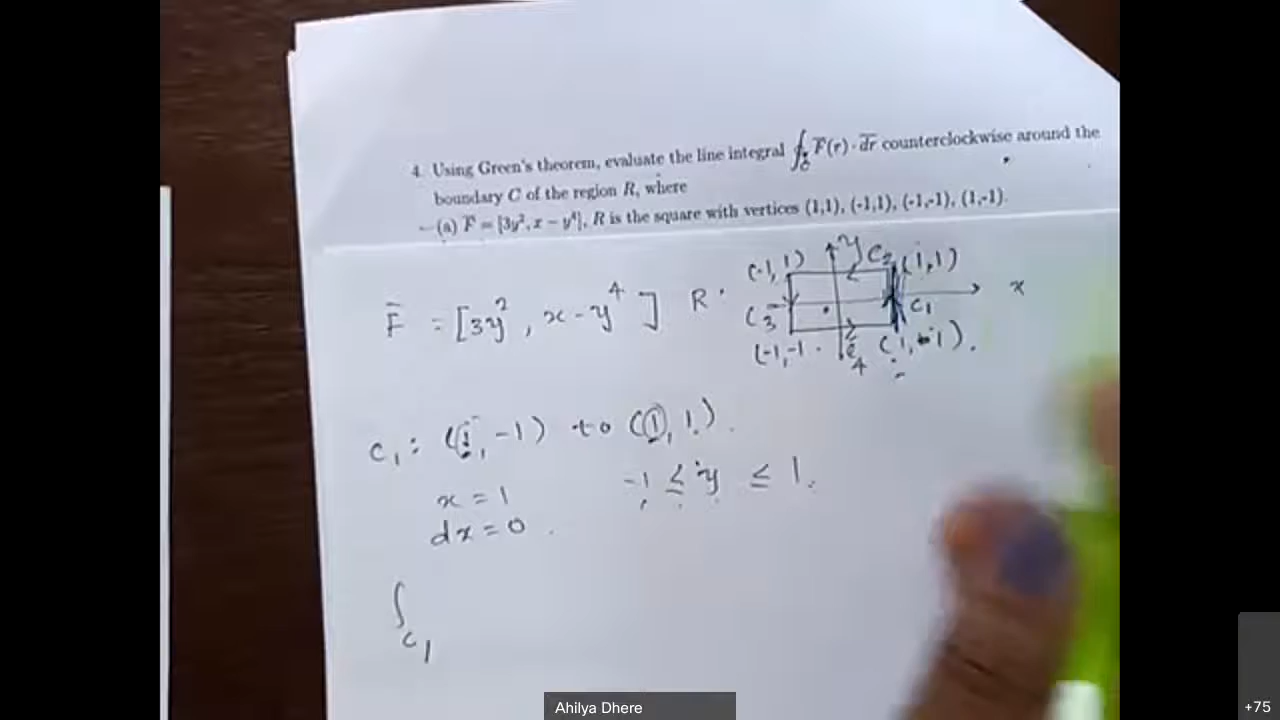 4. Using Green's theorem, evaluate the line integral ∮_C F̅(r) · d̅r̅ counterclockwise around the
boundary C of the region R, where
(a) F̅ = [3y², x − y⁴], R is the square with vertices (1,1), (-1,1), (-1,-1), (1,-1).
F̅ = [3y², x - y⁴] R
(-1, 1) y C₂ (1,1)
C₃ C₁ x
(-1,-1 C₄ (1, -1).
C₁ : (1, -1) to (1, 1).
x = 1 -1 ≤ y ≤ 1.
dx = 0.
∫
C₁
Ahilya Dhere
+75